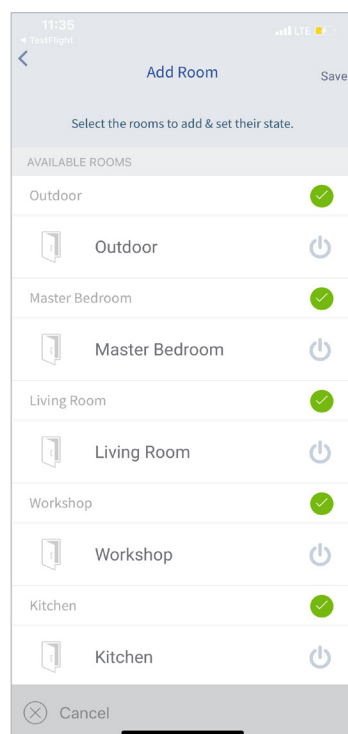 11:35
LTE
◄ TestFlight
Add Room
Save
Select the rooms to add & set their state.
AVAILABLE ROOMS
Outdoor
Outdoor
Master Bedroom
Master Bedroom
Living Room
Living Room
Workshop
Workshop
Kitchen
Kitchen
Cancel